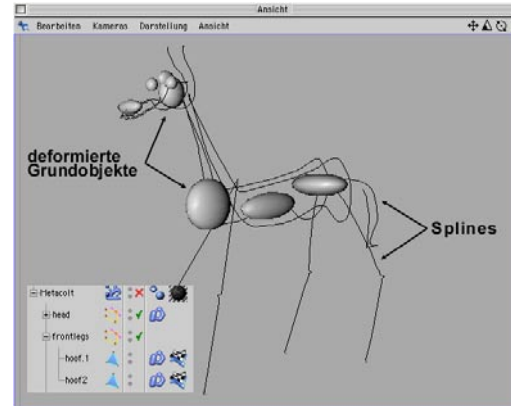 Ansicht
Bearbeiten Kameras Darstellung Ansicht
deformierte
Grundobjekte
Splines
Metacolt
head
frontlegs
hoof.1
hoof2